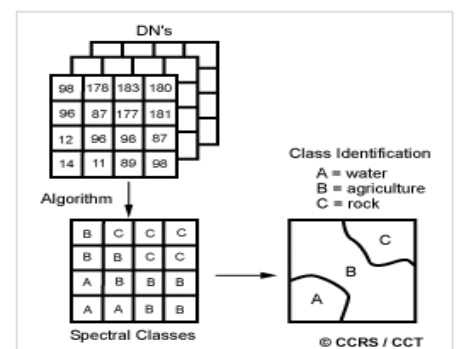 DN's
98 178 183 180
96 87 177 181
12 96 98 87
14 11 89 98
Algorithm
B C C C
B B C C
A B B B
A A B B
Spectral Classes
Class Identification
A = water
B = agriculture
C = rock
C
B
A
© CCRS / CCT